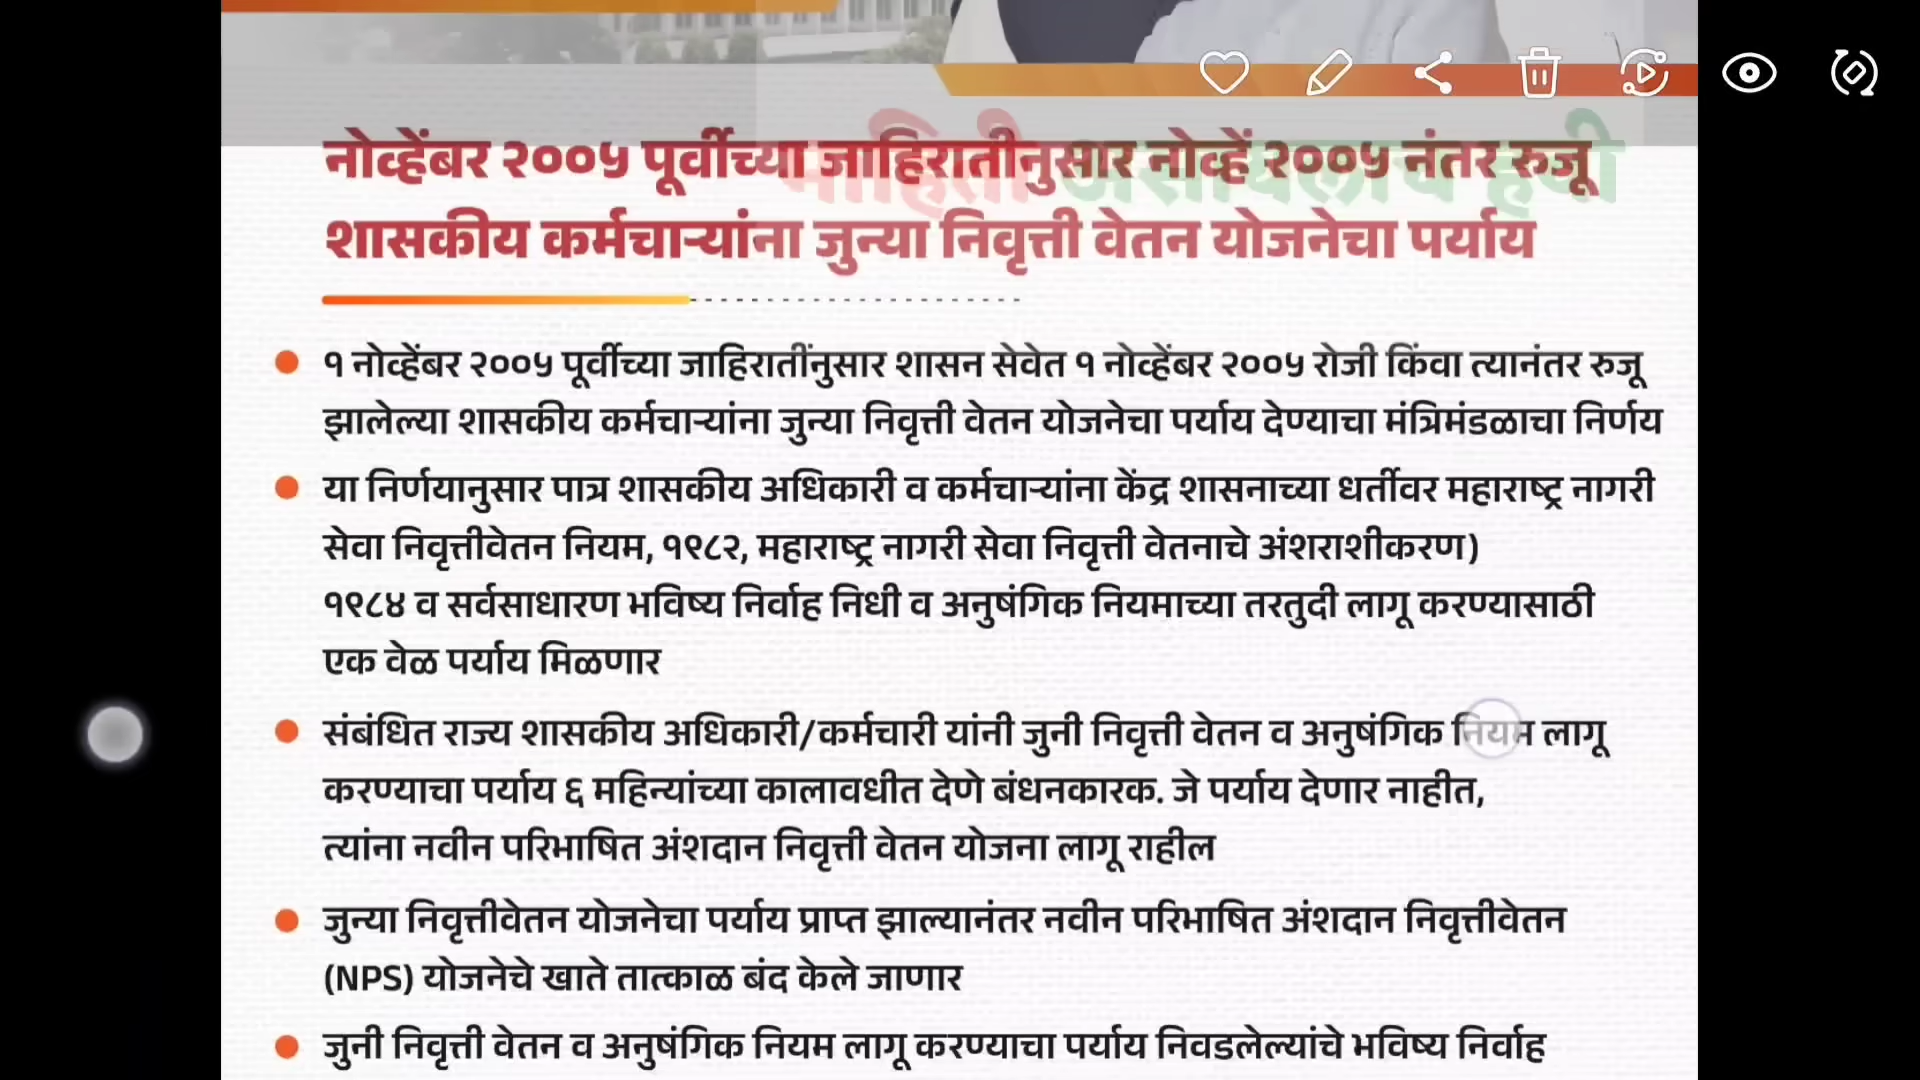 नोव्हेंबर २००५ पूर्वीच्या जाहिरातीनुसार नोव्हें २००५ नंतर रुजू
शासकीय कर्मचाऱ्यांना जुन्या निवृत्ती वेतन योजनेचा पर्याय
माहिती असायलाच हवी
१ नोव्हेंबर २००५ पूर्वीच्या जाहिरातींनुसार शासन सेवेत १ नोव्हेंबर २००५ रोजी किंवा त्यानंतर रुजू
झालेल्या शासकीय कर्मचाऱ्यांना जुन्या निवृत्ती वेतन योजनेचा पर्याय देण्याचा मंत्रिमंडळाचा निर्णय
या निर्णयानुसार पात्र शासकीय अधिकारी व कर्मचाऱ्यांना केंद्र शासनाच्या धर्तीवर महाराष्ट्र नागरी
सेवा निवृत्तीवेतन नियम, १९८२, महाराष्ट्र नागरी सेवा निवृत्ती वेतनाचे अंशराशीकरण)
१९८४ व सर्वसाधारण भविष्य निर्वाह निधी व अनुषंगिक नियमाच्या तरतुदी लागू करण्यासाठी
एक वेळ पर्याय मिळणार
संबंधित राज्य शासकीय अधिकारी/कर्मचारी यांनी जुनी निवृत्ती वेतन व अनुषंगिक नियम लागू
करण्याचा पर्याय ६ महिन्यांच्या कालावधीत देणे बंधनकारक. जे पर्याय देणार नाहीत,
त्यांना नवीन परिभाषित अंशदान निवृत्ती वेतन योजना लागू राहील
जुन्या निवृत्तीवेतन योजनेचा पर्याय प्राप्त झाल्यानंतर नवीन परिभाषित अंशदान निवृत्तीवेतन
(NPS) योजनेचे खाते तात्काळ बंद केले जाणार
जुनी निवृत्ती वेतन व अनुषंगिक नियम लागू करण्याचा पर्याय निवडलेल्यांचे भविष्य निर्वाह